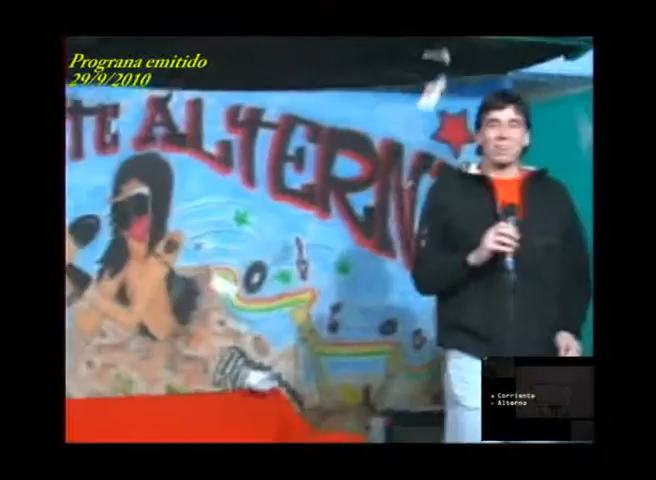 Prograna emitido
29/9/2010
TE ALTERN
+ Corriente
- Alterno